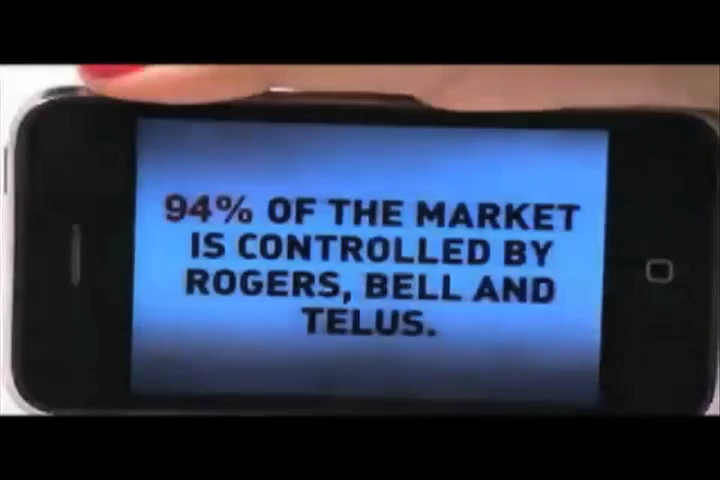 94% OF THE MARKET
IS CONTROLLED BY
ROGERS, BELL AND
TELUS.